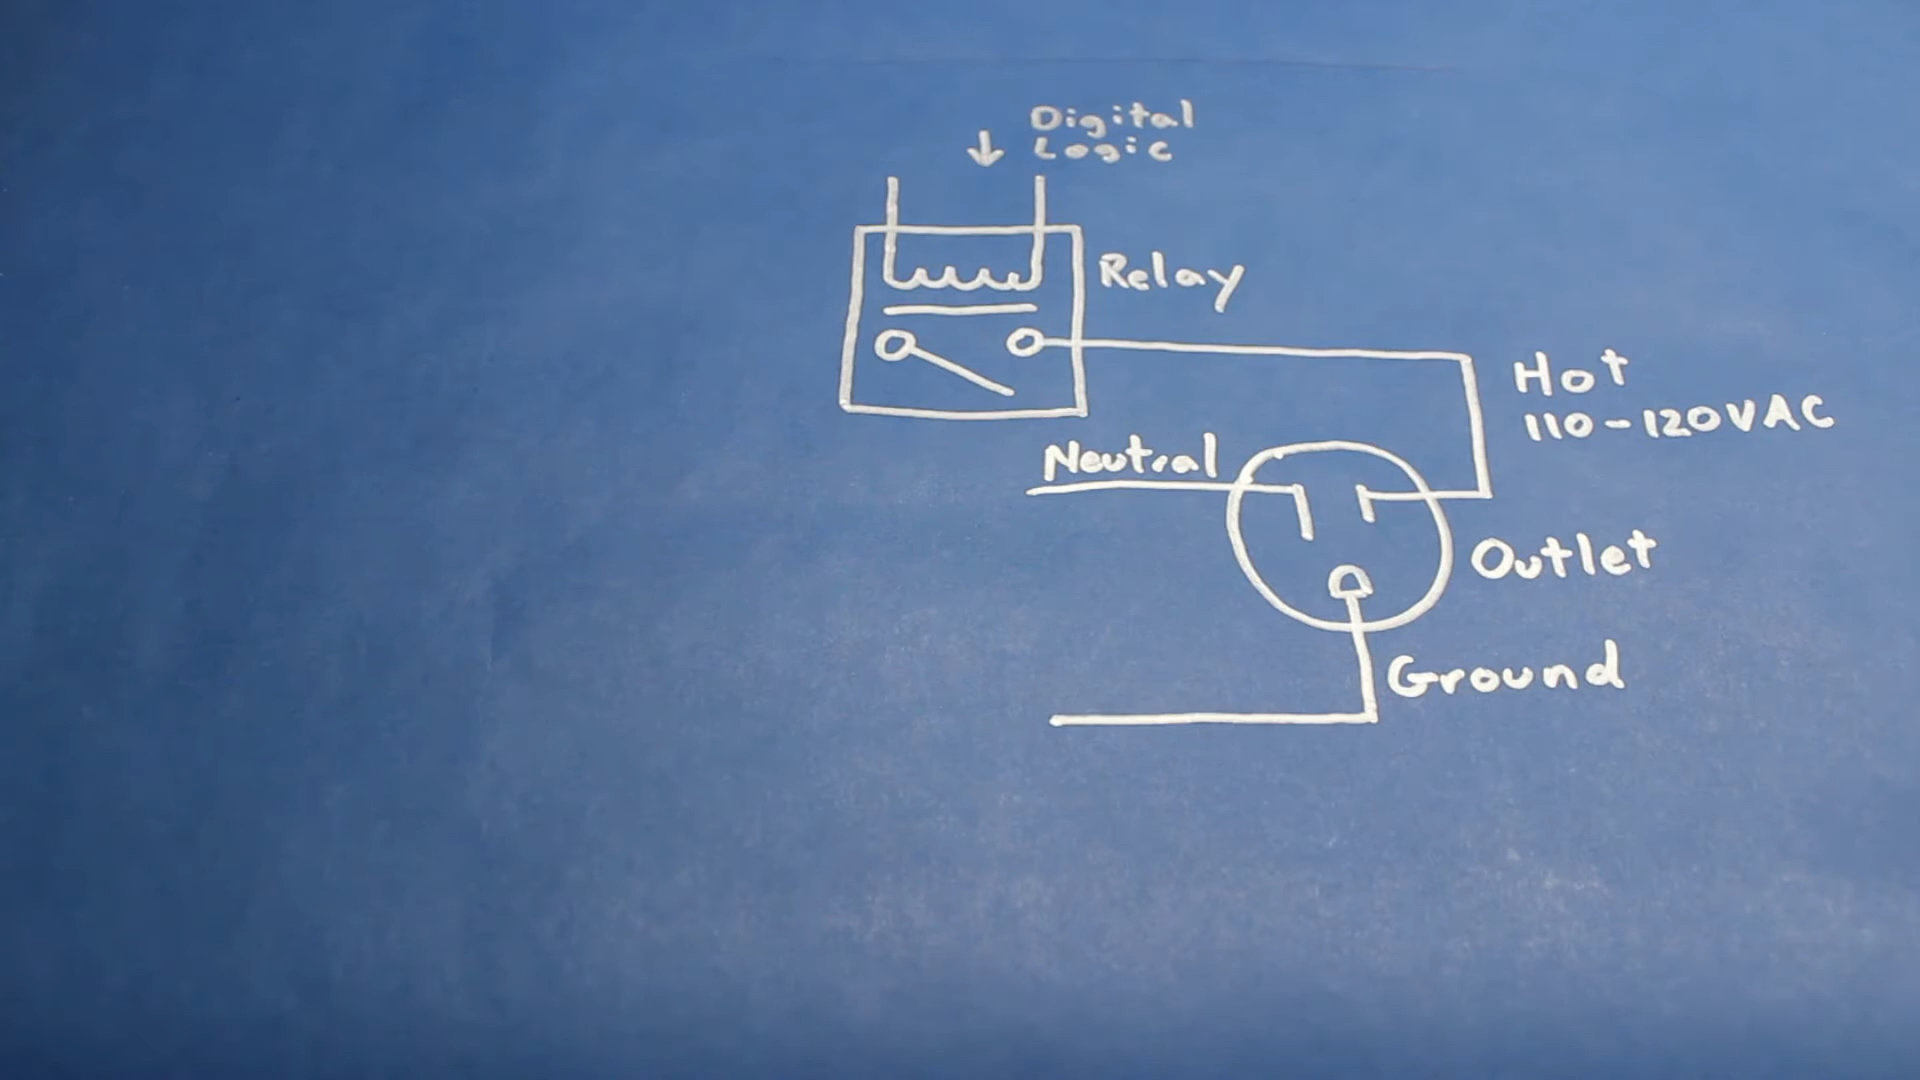 Digital
Logic
Relay
Hot
110-120VAC
Neutral
Outlet
Ground